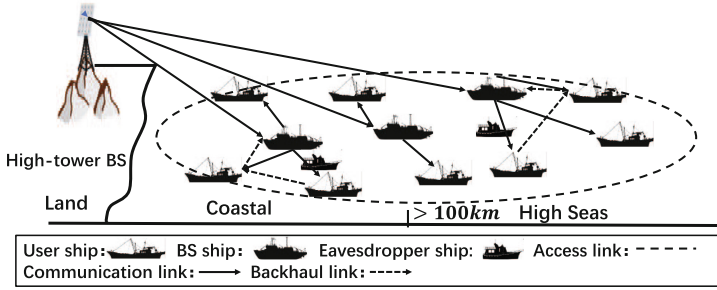 High-tower BS
Land
Coastal
> 100km
High Seas
User ship:
BS ship:
Eavesdropper ship:
Access link:
Communication link:
Backhaul link: